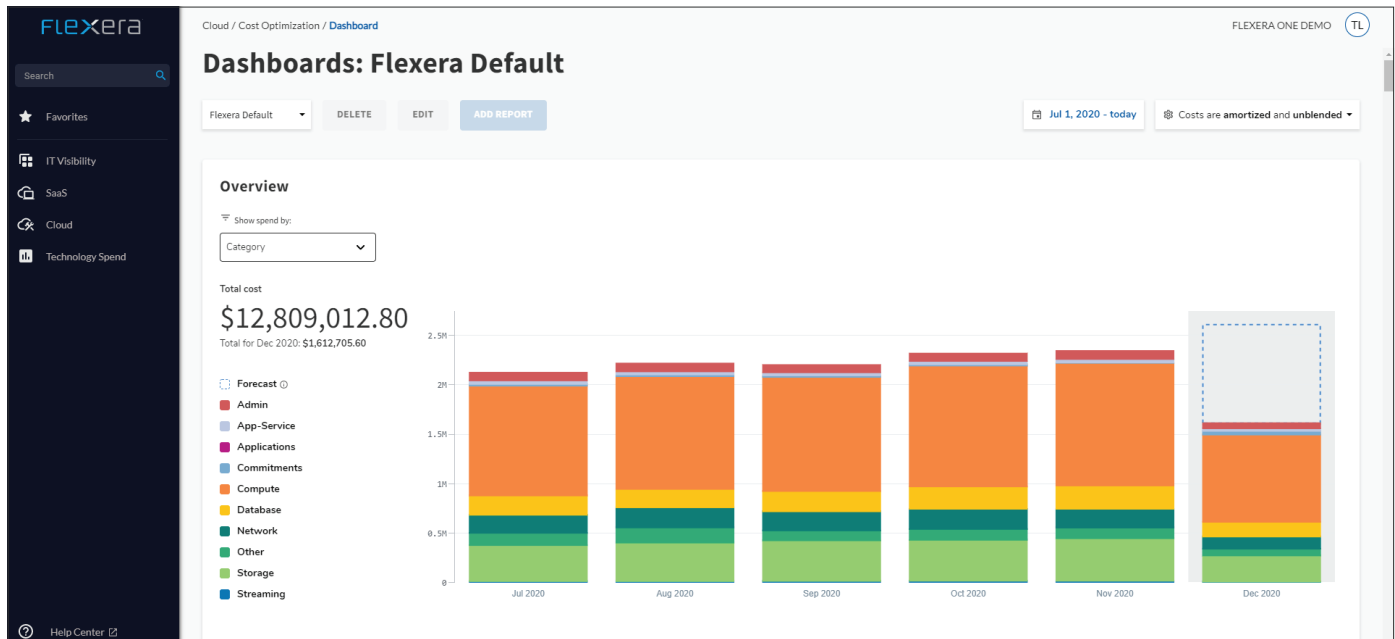 FLEXERA
Search
Favorites
IT Visibility
SaaS
Cloud
Technology Spend
Help Center
Cloud / Cost Optimization / Dashboard
FLEXERA ONE DEMO
TL
Dashboards: Flexera Default
Flexera Default
DELETE
EDIT
ADD REPORT
Jul 1, 2020 - today
Costs are amortized and unblended
Overview
Show spend by:
Category
Total cost
$12,809,012.80
Total for Dec 2020: $1,612,705.60
Forecast
Admin
App-Service
Applications
Commitments
Compute
Database
Network
Other
Storage
Streaming
2.5M
2M
1.5M
1M
0.5M
0
Jul 2020
Aug 2020
Sep 2020
Oct 2020
Nov 2020
Dec 2020